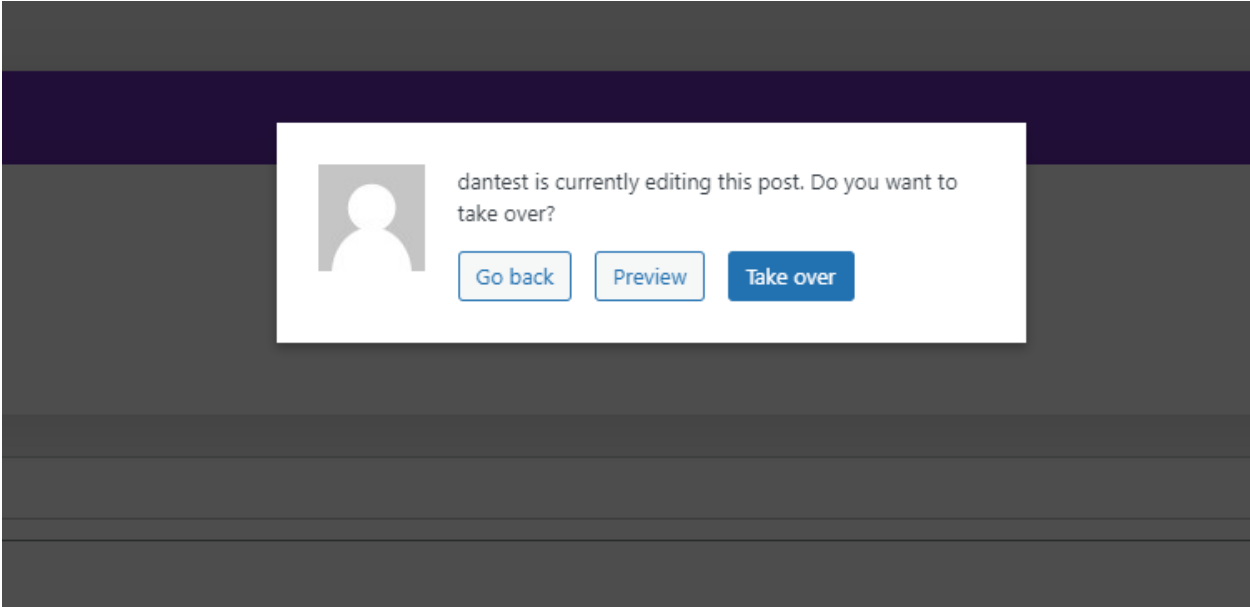 dantest is currently editing this post. Do you want to
take over?
Go back Preview Take over